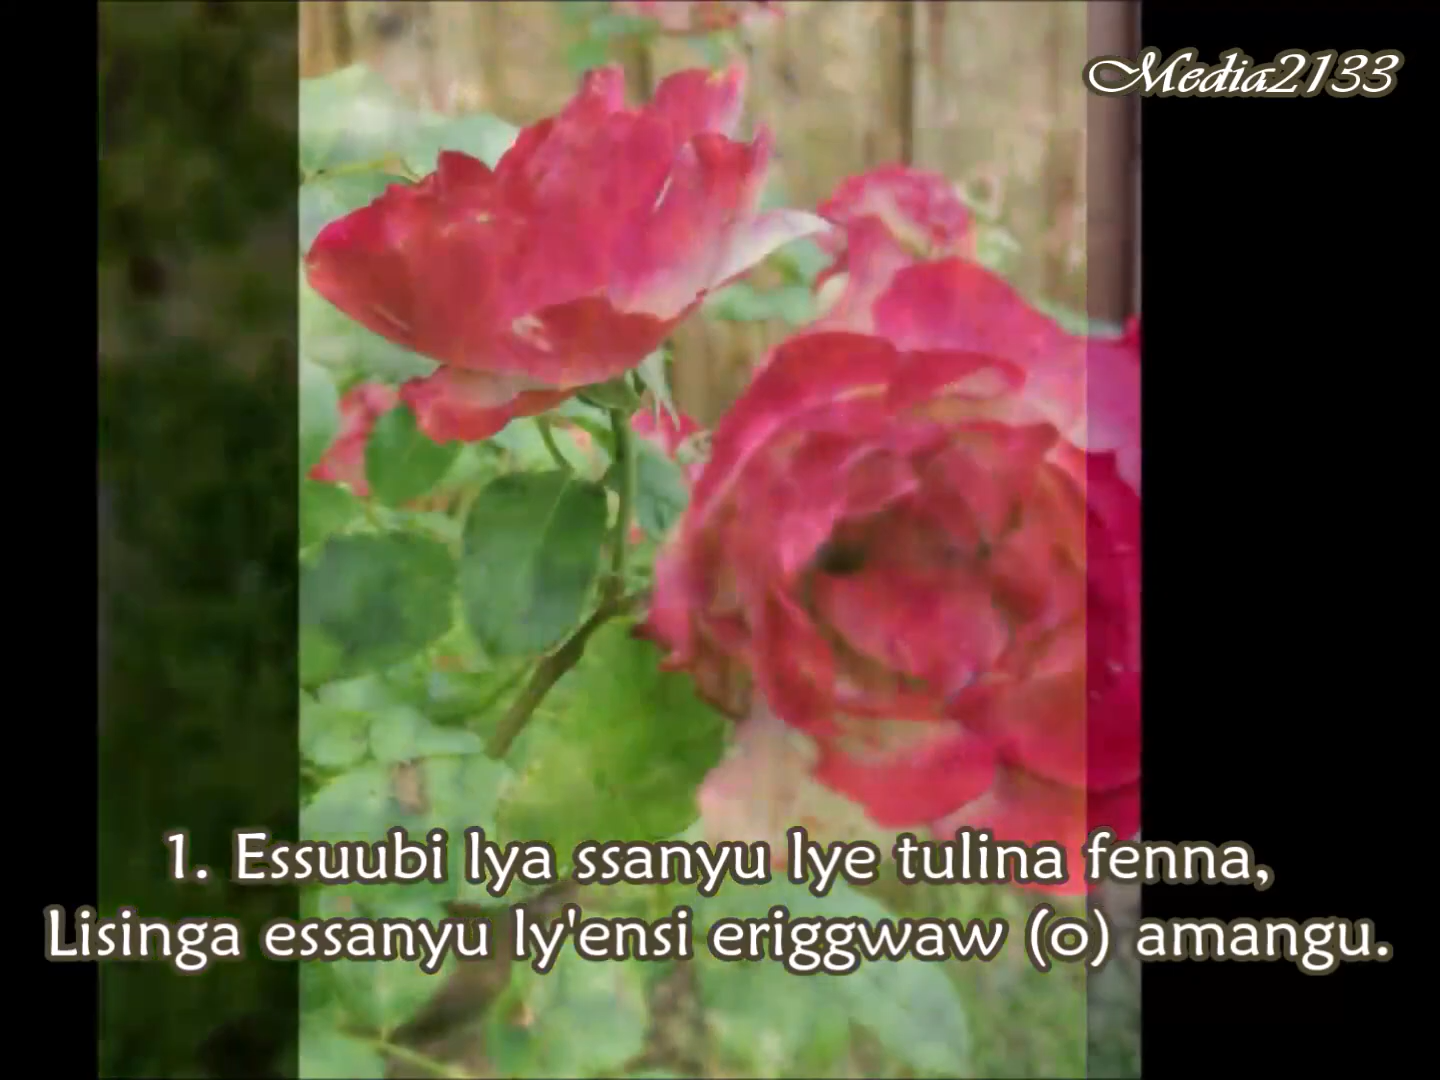 Media2133
1. Essuubi lya ssanyu lye tulina fenna,
Lisinga essanyu ly'ensi eriggwaw (o) amangu.